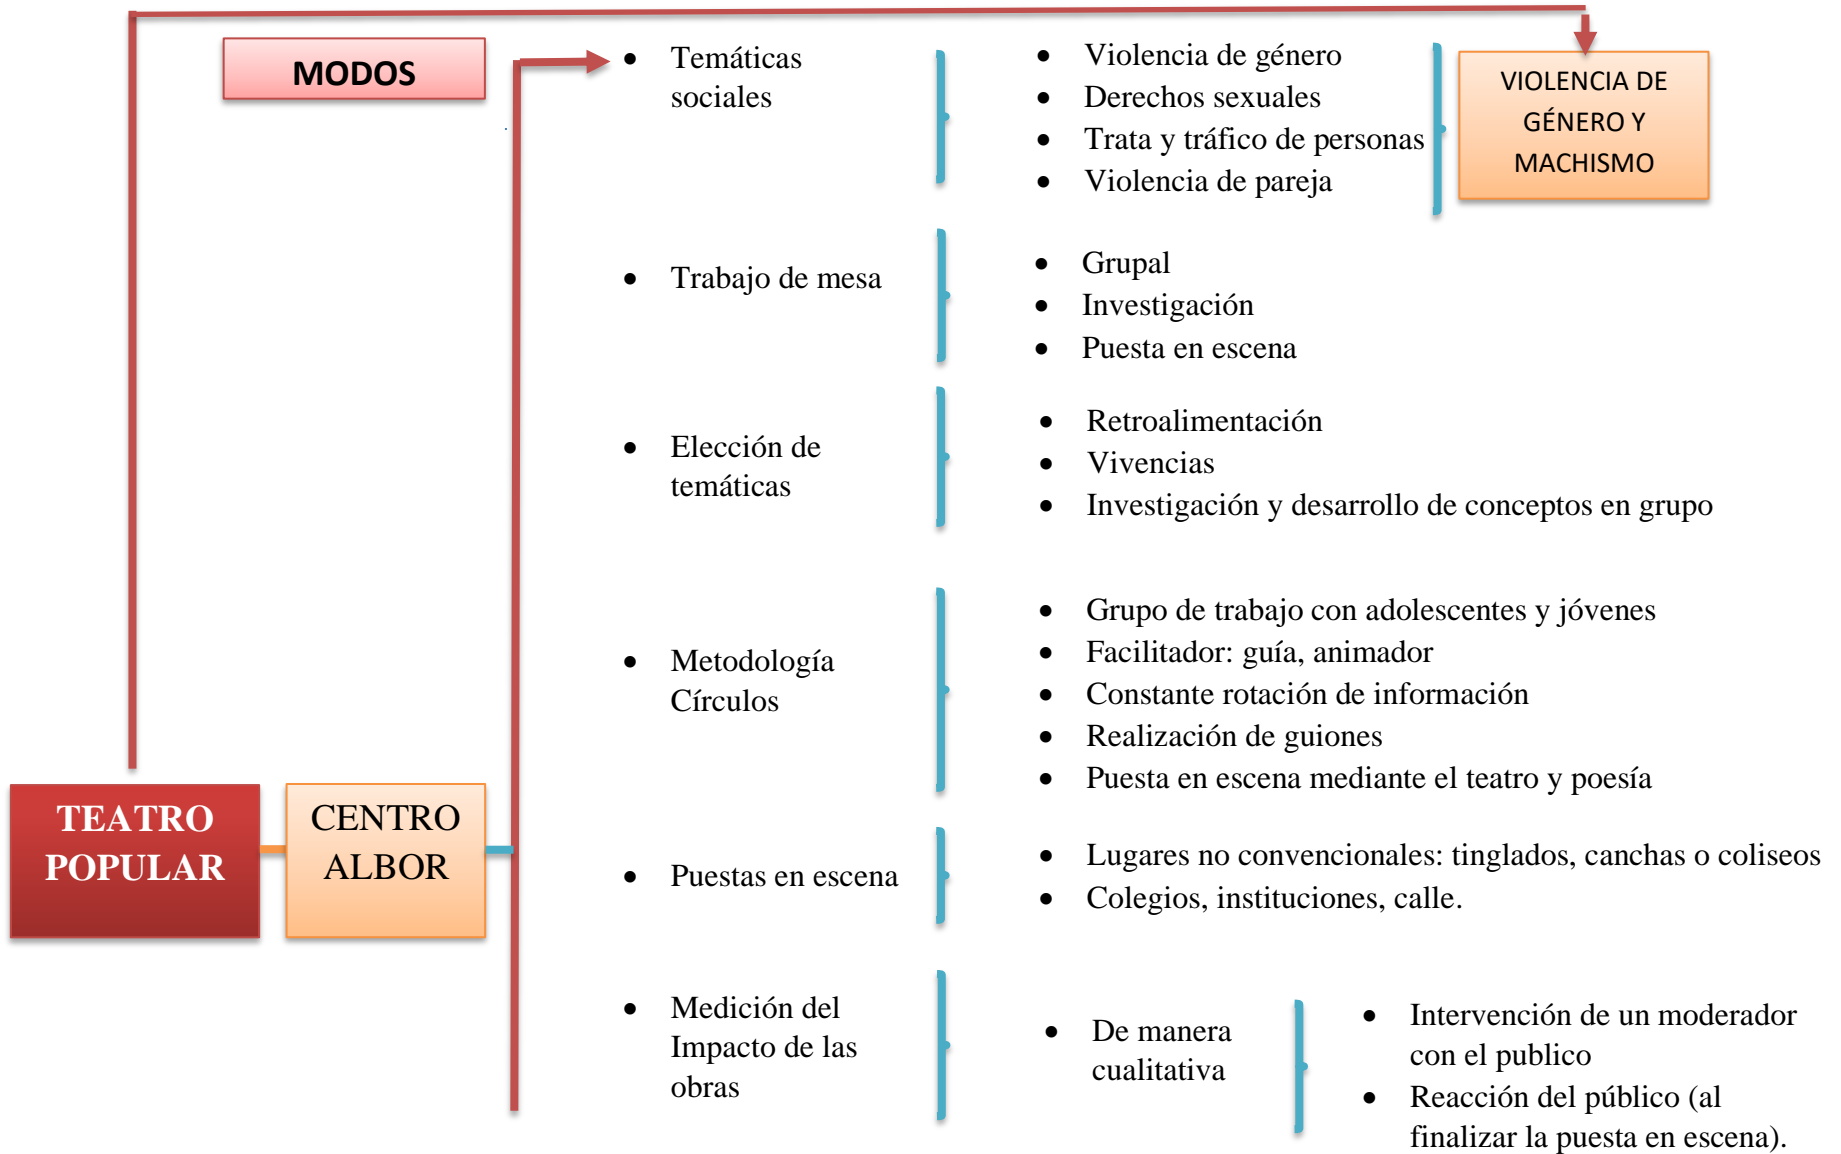 MODOS
Temáticas
sociales
Violencia de género
Derechos sexuales
Trata y tráfico de personas
Violencia de pareja
VIOLENCIA DE
GÉNERO Y
MACHISMO
Trabajo de mesa
Grupal
Investigación
Puesta en escena
Elección de
temáticas
Retroalimentación
Vivencias
Investigación y desarrollo de conceptos en grupo
Metodología
Círculos
Grupo de trabajo con adolescentes y jóvenes
Facilitador: guía, animador
Constante rotación de información
Realización de guiones
Puesta en escena mediante el teatro y poesía
TEATRO
POPULAR
CENTRO
ALBOR
Puestas en escena
Lugares no convencionales: tinglados, canchas o coliseos
Colegios, instituciones, calle.
Medición del
Impacto de las
obras
De manera
cualitativa
Intervención de un moderador
con el publico
Reacción del público (al
finalizar la puesta en escena).